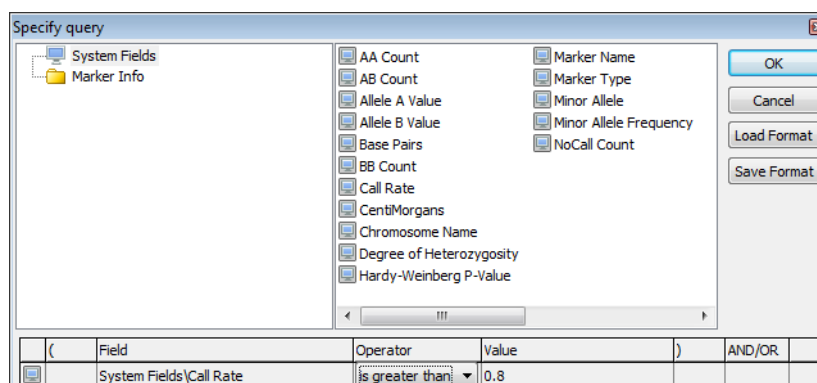 Specify query
System Fields
Marker Info
AA Count
AB Count
Allele A Value
Allele B Value
Base Pairs
BB Count
Call Rate
CentiMorgans
Chromosome Name
Degree of Heterozygosity
Hardy-Weinberg P-Value
Marker Name
Marker Type
Minor Allele
Minor Allele Frequency
NoCall Count
OK
Cancel
Load Format
Save Format
( Field Operator Value ) AND/OR
System Fields\Call Rate is greater than 0.8